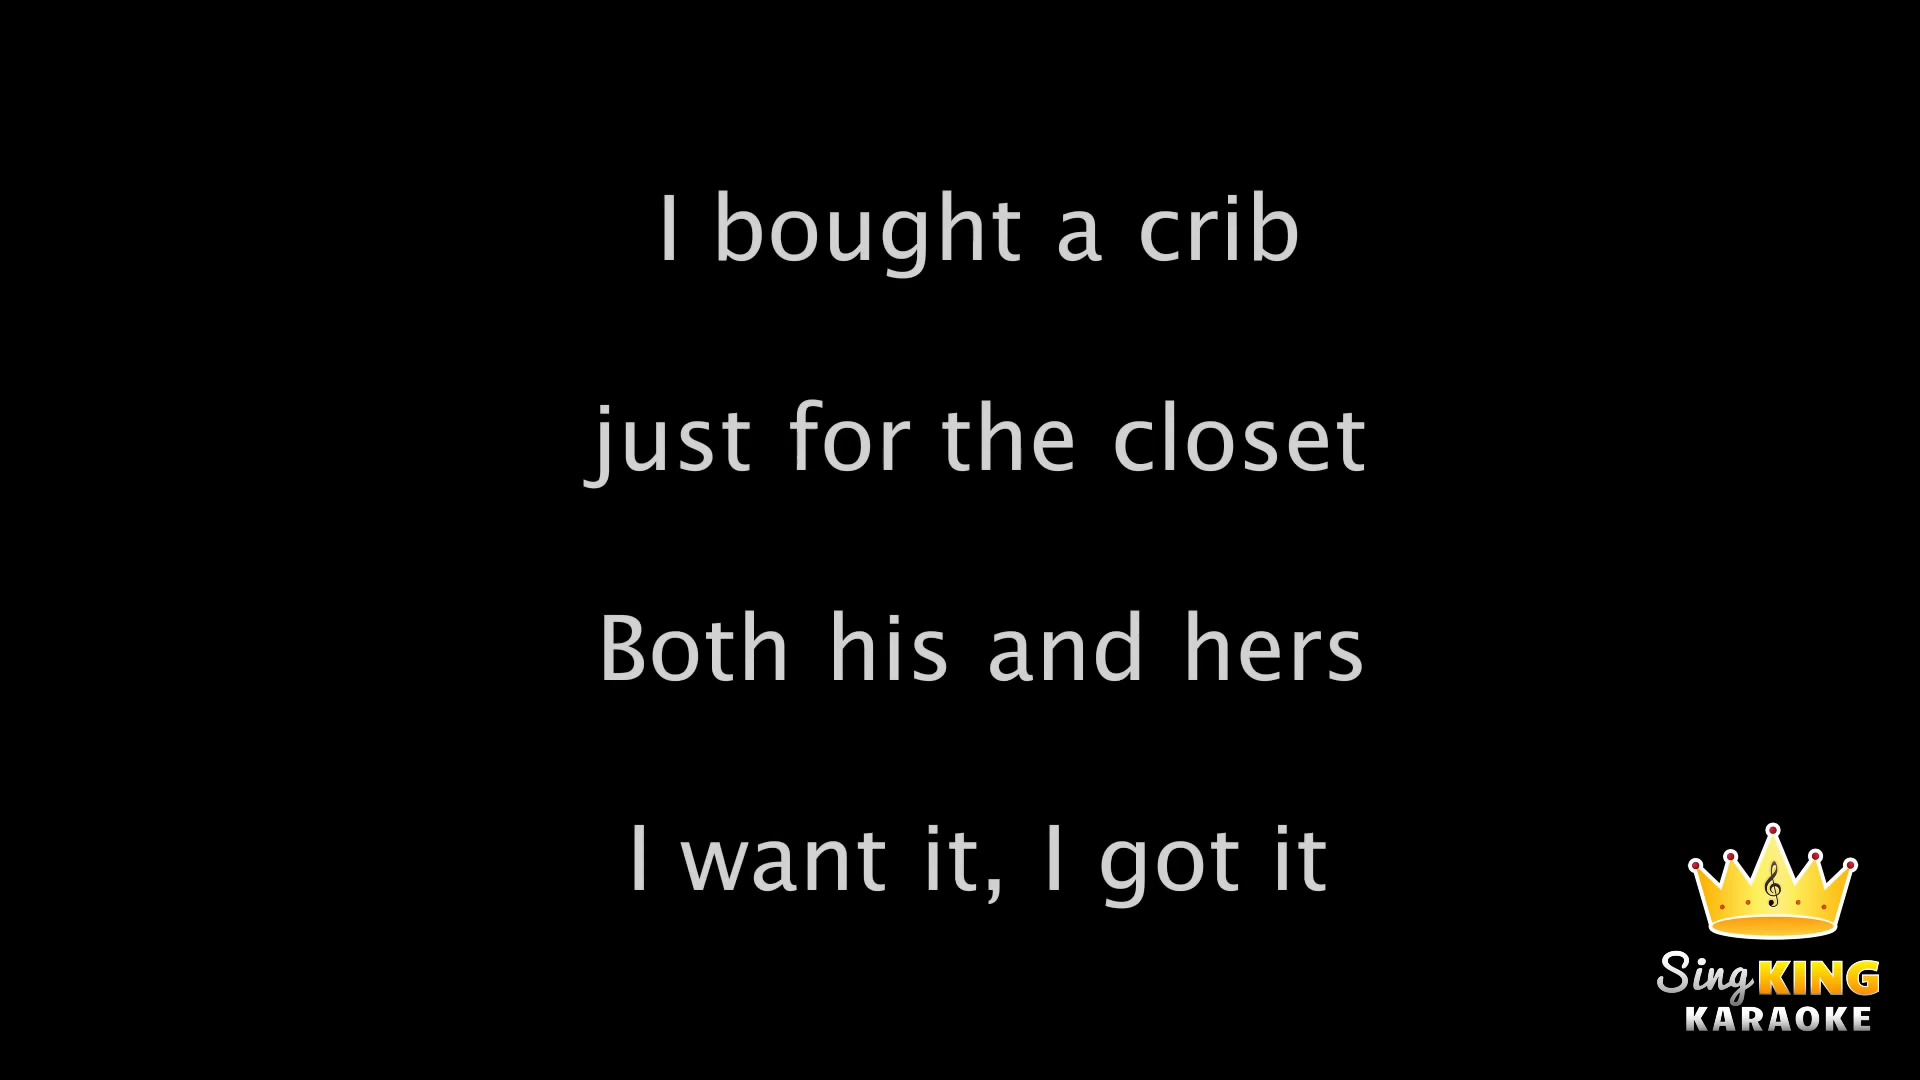 I bought a crib
just for the closet
Both his and hers
I want it, I got it
Sing KING
KARAOKE